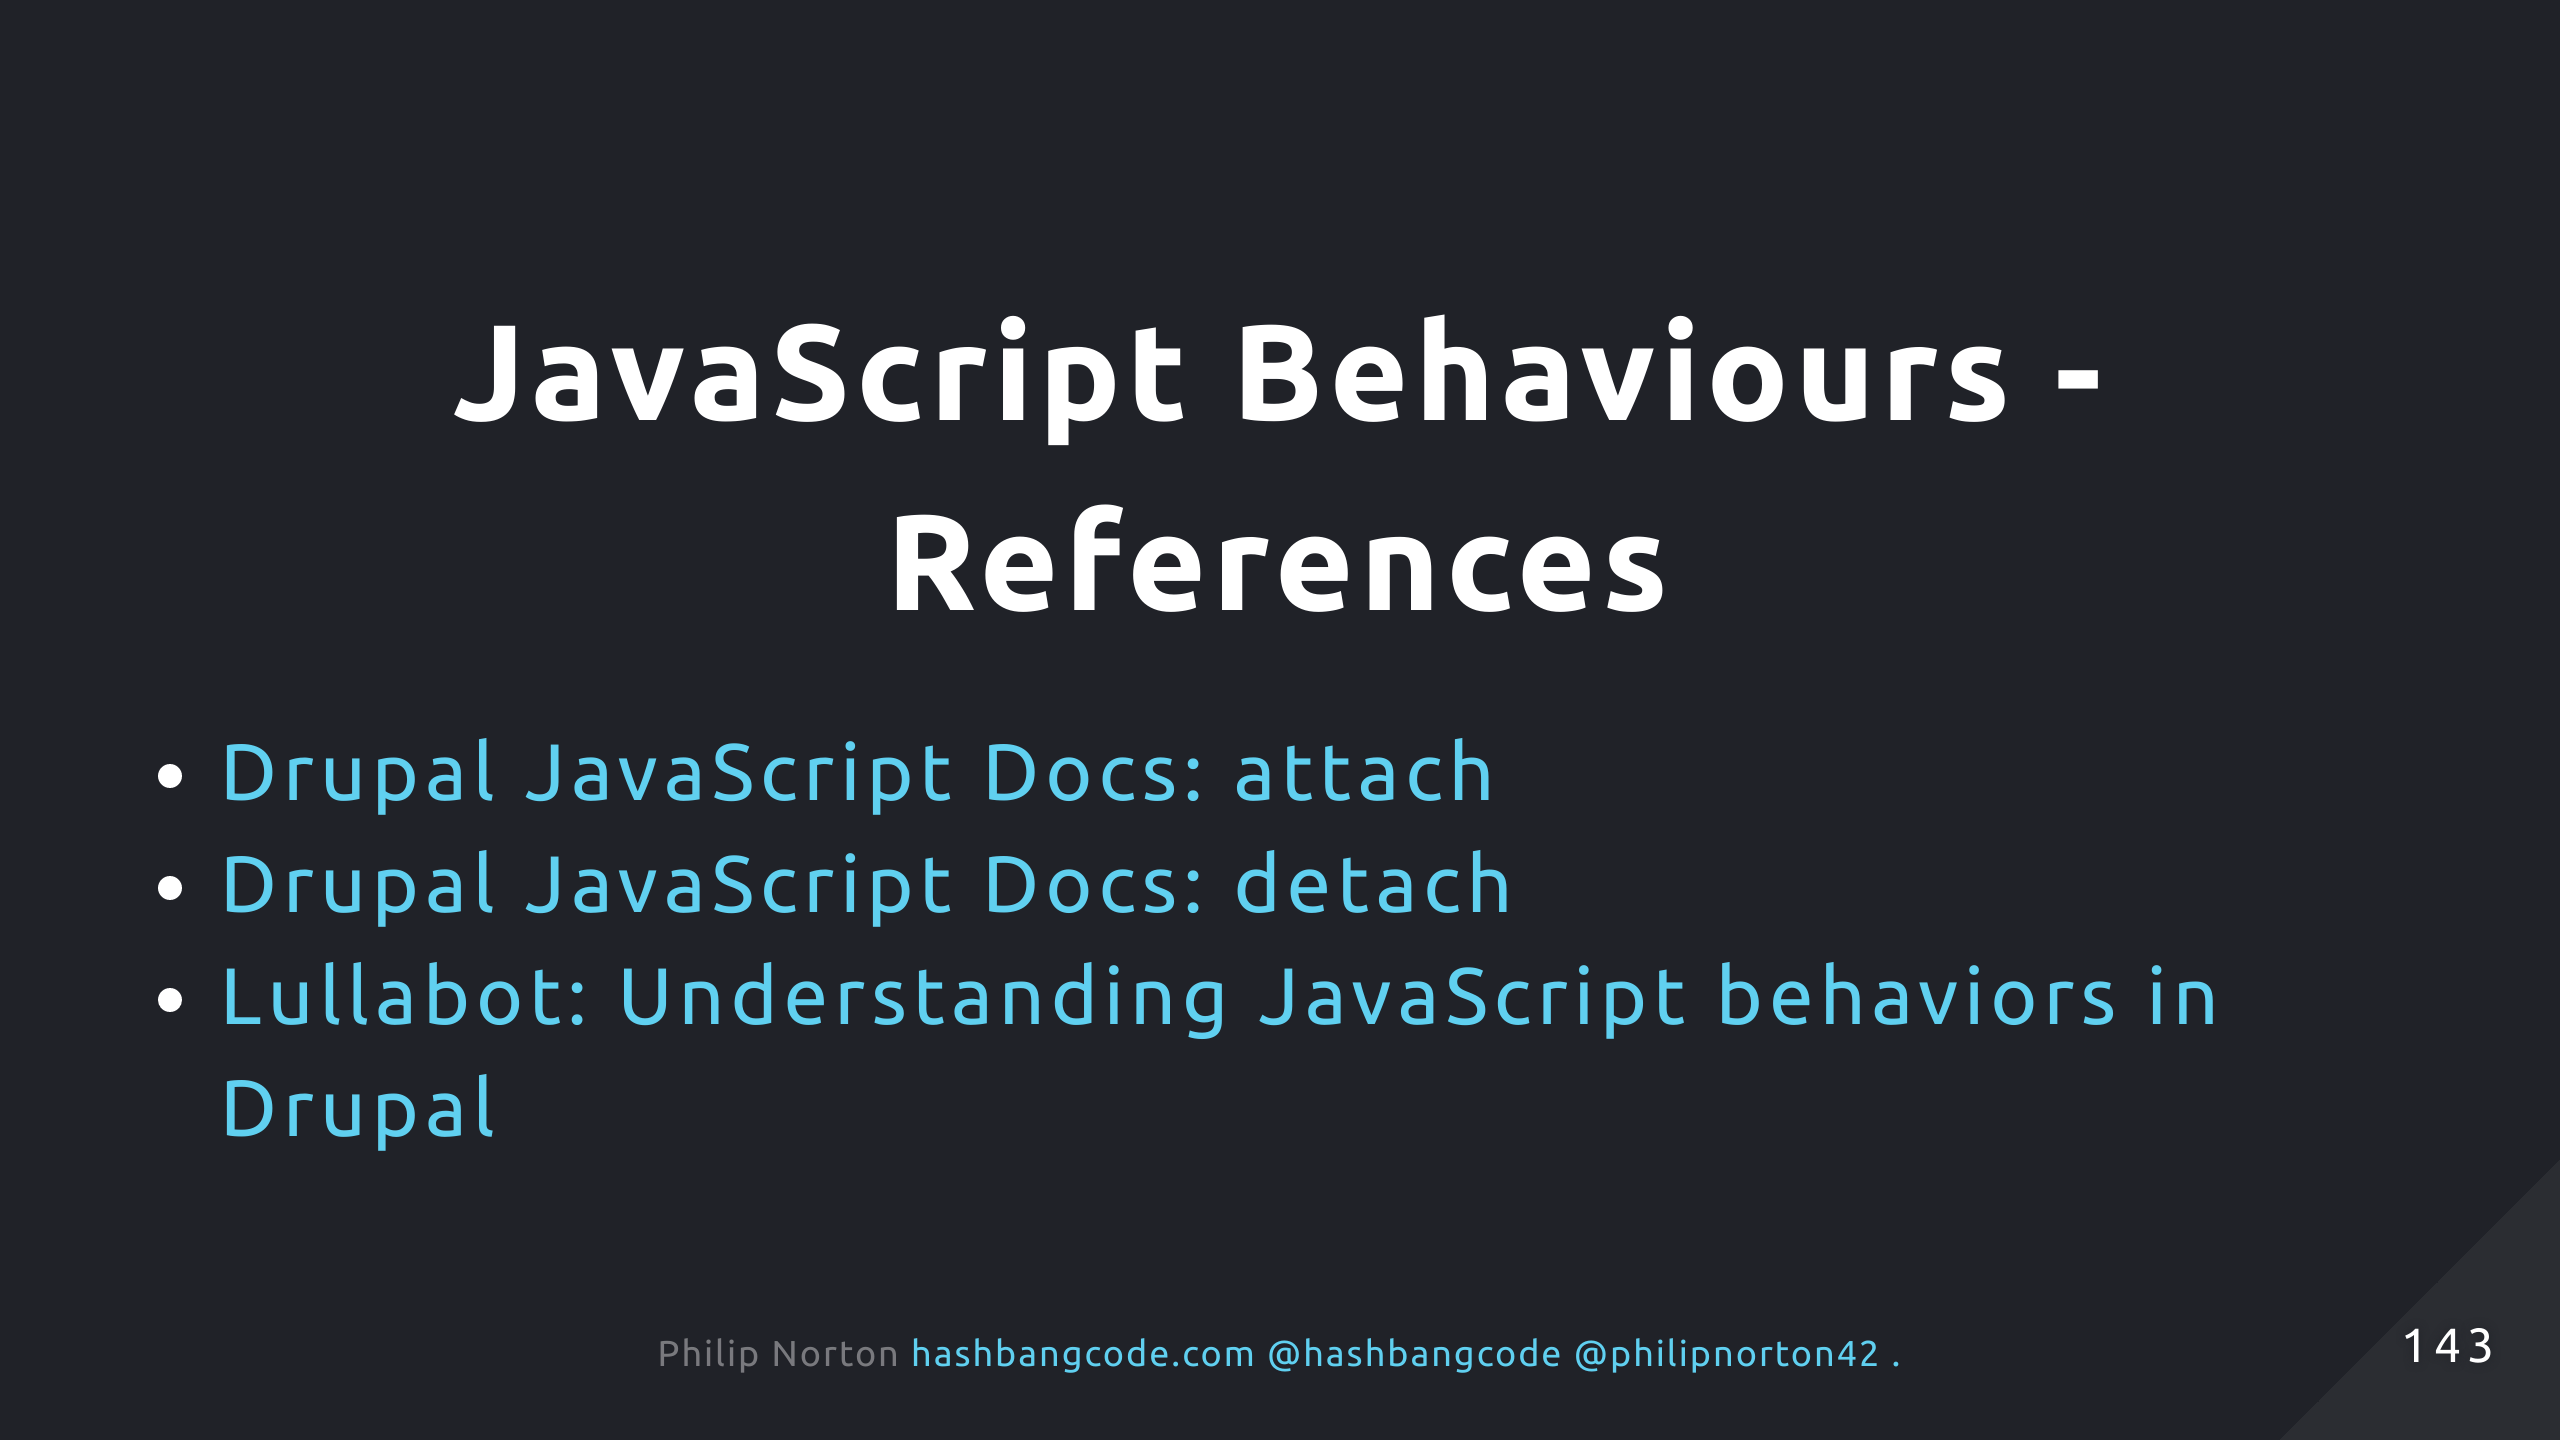 JavaScript Behaviours -
References
• Drupal JavaScript Docs: attach
• Drupal JavaScript Docs: detach
• Lullabot: Understanding JavaScript behaviors in
Drupal
Philip Norton hashbangcode.com @hashbangcode @philipnorton42 .
143